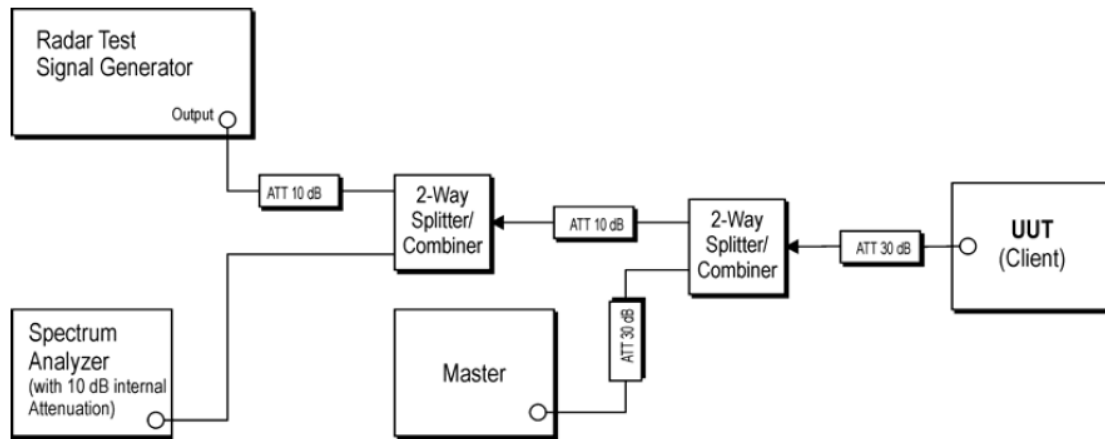 Radar Test
Signal Generator
Output
ATT 10 dB
2-Way
Splitter/
Combiner
ATT 10 dB
2-Way
Splitter/
Combiner
ATT 30 dB
UUT
(Client)
Spectrum
Analyzer
(with 10 dB internal
Attenuation)
Master
ATT 30 dB